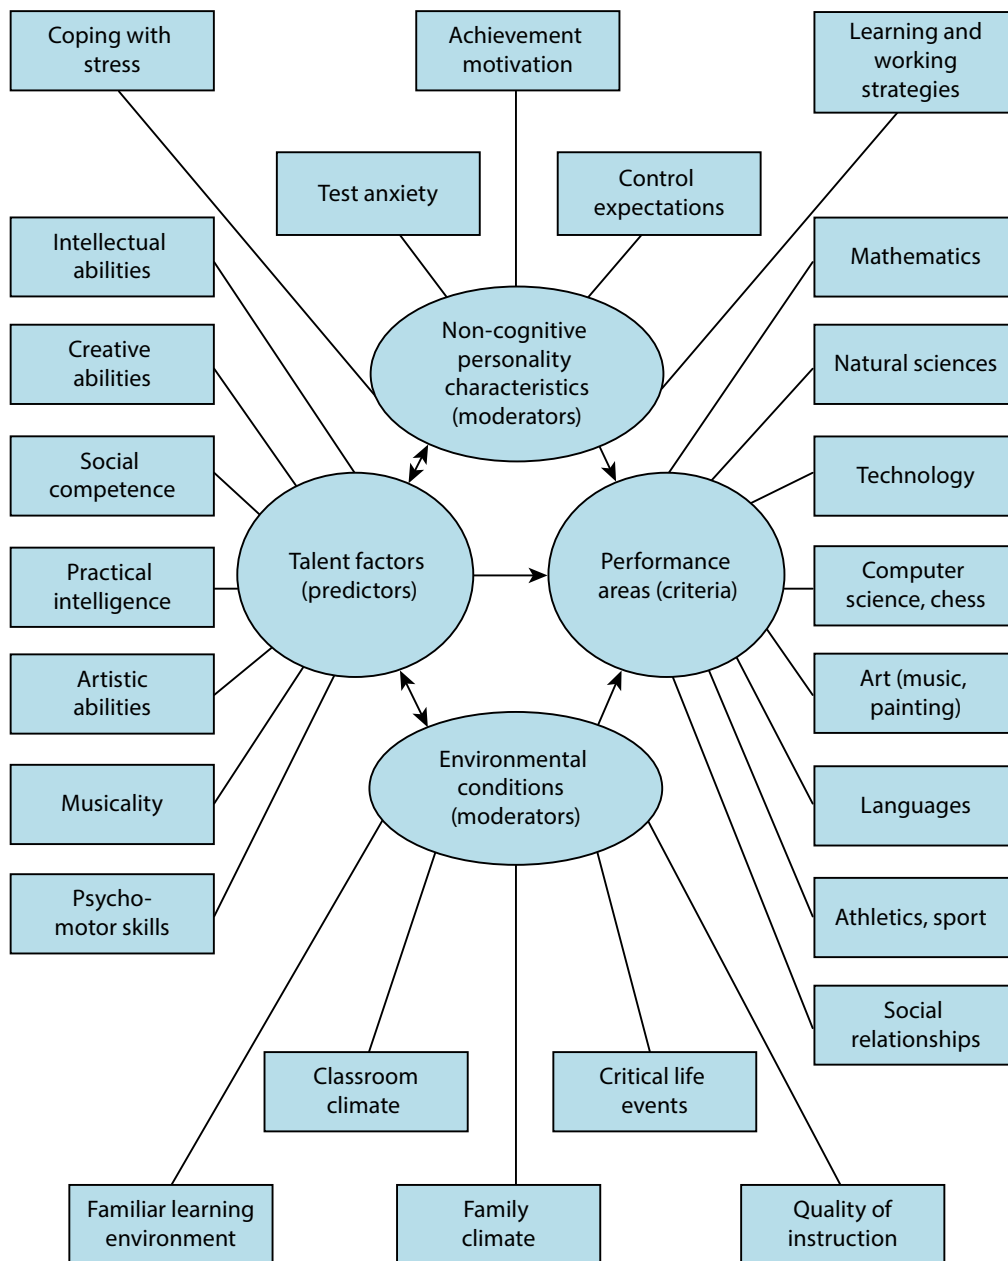 Coping with
stress
Achievement
motivation
Learning and
working
strategies
Test anxiety
Control
expectations
Intellectual
abilities
Mathematics
Non-cognitive
personality
characteristics
(moderators)
Creative
abilities
Natural sciences
Social
competence
Technology
Talent factors
(predictors)
Performance
areas (criteria)
Practical
intelligence
Computer
science, chess
Artistic
abilities
Art (music,
painting)
Environmental
conditions
(moderators)
Musicality
Languages
Psycho-
motor skills
Athletics, sport
Social
relationships
Classroom
climate
Critical life
events
Familiar learning
environment
Family
climate
Quality of
instruction